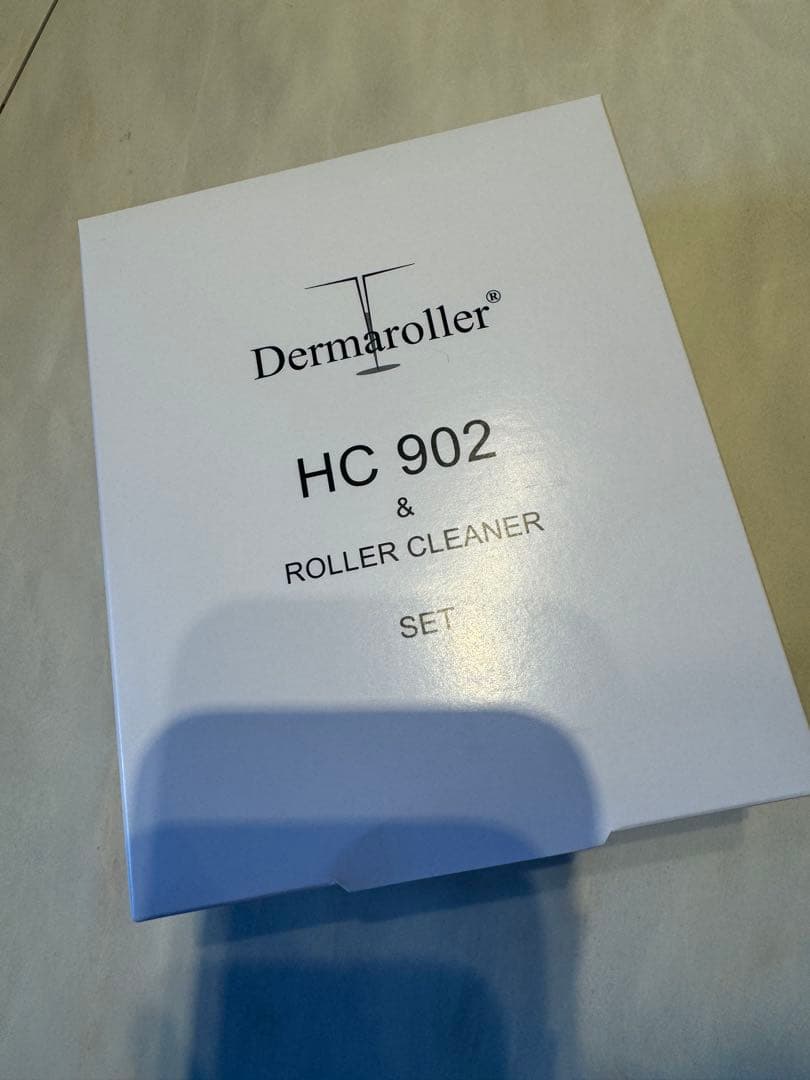 Dermaroller®
HC 902
&
ROLLER CLEANER
SET